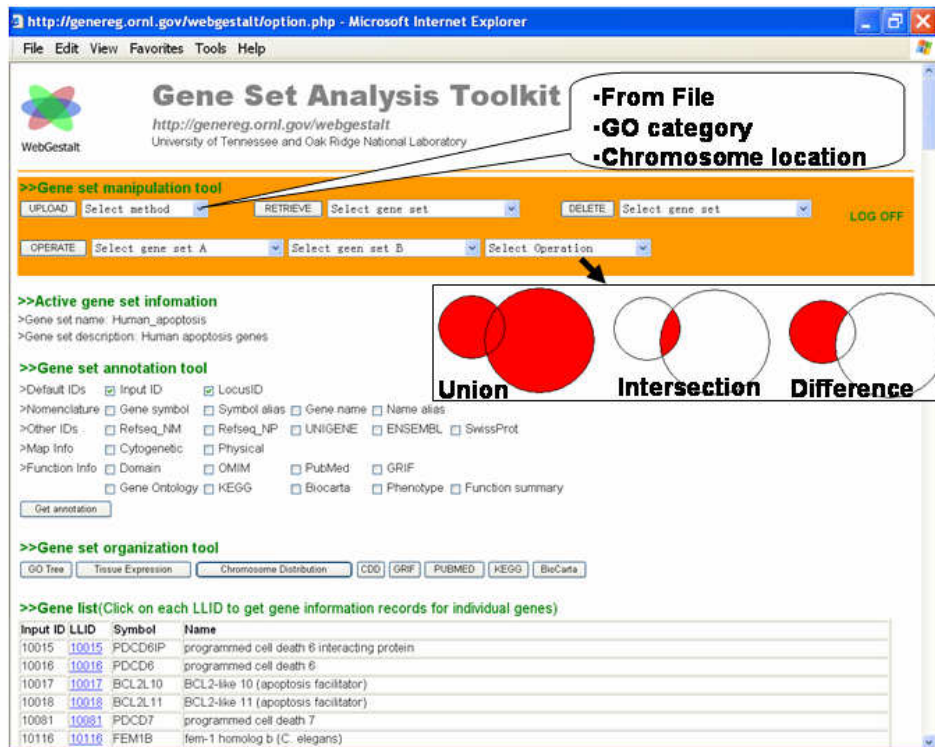 http://genereg.ornl.gov/webgestalt/option.php - Microsoft Internet Explorer
File Edit View Favorites Tools Help
WebGestalt
Gene Set Analysis Toolkit
http://genereg.ornl.gov/webgestalt
University of Tennessee and Oak Ridge National Laboratory
▪From File
▪GO category
▪Chromosome location
>>Gene set manipulation tool
UPLOAD Select method RETRIEVE Select gene set DELETE Select gene set
LOG OFF
OPERATE Select gene set A Select geen set B Select Operation
Union Intersection Difference
>>Active gene set infomation
>Gene set name: Human_apoptosis
>Gene set description: Human apoptosis genes
>>Gene set annotation tool
>Default IDs Input ID LocusID
>Nomenclature Gene symbol Symbol alias Gene name Name alias
>Other IDs Refseq_NM Refseq_NP UNIGENE ENSEMBL SwissProt
>Map Info Cytogenetic Physical
>Function Info Domain OMIM PubMed GRIF
Gene Ontology KEGG Biocarta Phenotype Function summary
Get annotation
>>Gene set organization tool
GO Tree Tissue Expression Chromosome Distribution CDD GRIF PUBMED KEGG BioCarta
>>Gene list(Click on each LLID to get gene information records for individual genes)
Input ID LLID Symbol Name
10015 10015 PDCD6IP programmed cell death 6 interacting protein
10016 10016 PDCD6 programmed cell death 6
10017 10017 BCL2L10 BCL2-like 10 (apoptosis facilitator)
10018 10018 BCL2L11 BCL2-like 11 (apoptosis facilitator)
10081 10081 PDCD7 programmed cell death 7
10116 10116 FEM1B fem-1 homolog b (C. elegans)